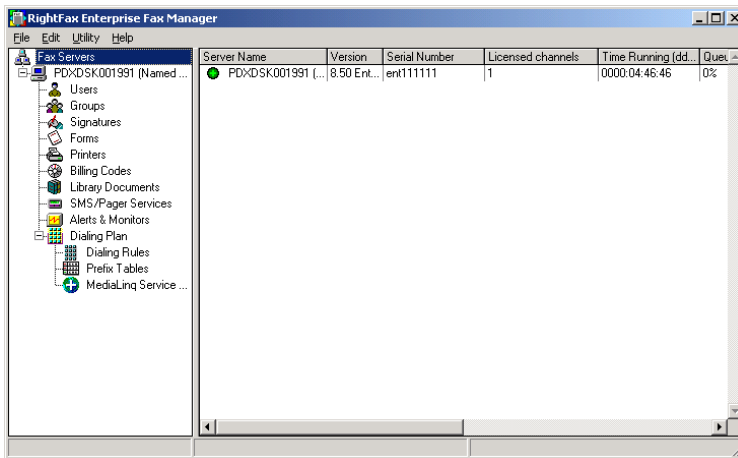 RightFax Enterprise Fax Manager
File Edit Utility Help
Fax Servers
PDXDSK001991 (Named ...
Users
Groups
Signatures
Forms
Printers
Billing Codes
Library Documents
SMS/Pager Services
Alerts & Monitors
Dialing Plan
Dialing Rules
Prefix Tables
MediaLinq Service ...
Server Name Version Serial Number Licensed channels Time Running (dd... Queu
PDXDSK001991 (... 8.50 Ent... ent111111 1 0000:04:46:46 0%